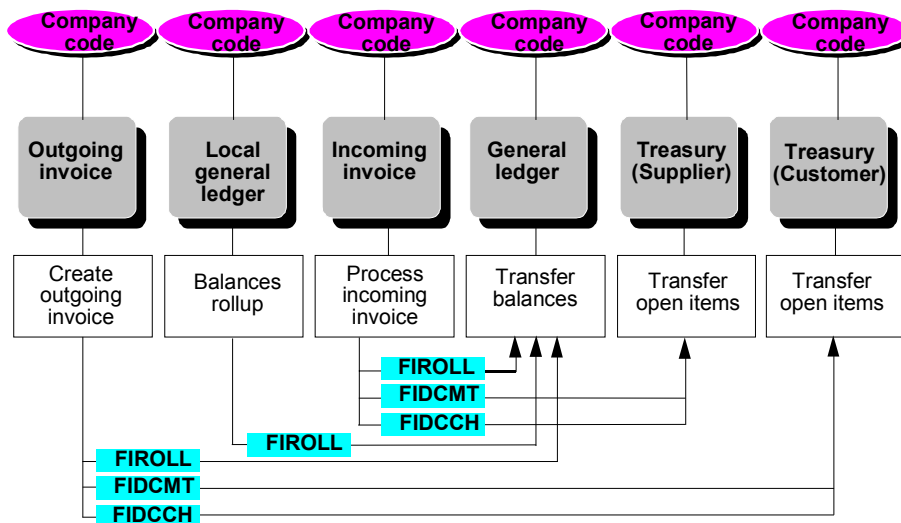 Company
code
Company
code
Company
code
Company
code
Company
code
Company
code
Outgoing
invoice
Local
general
ledger
Incoming
invoice
General
ledger
Treasury
(Supplier)
Treasury
(Customer)
Create
outgoing
invoice
Balances
rollup
Process
incoming
invoice
Transfer
balances
Transfer
open items
Transfer
open items
FIROLL
FIDCMT
FIDCCH
FIROLL
FIROLL
FIDCMT
FIDCCH